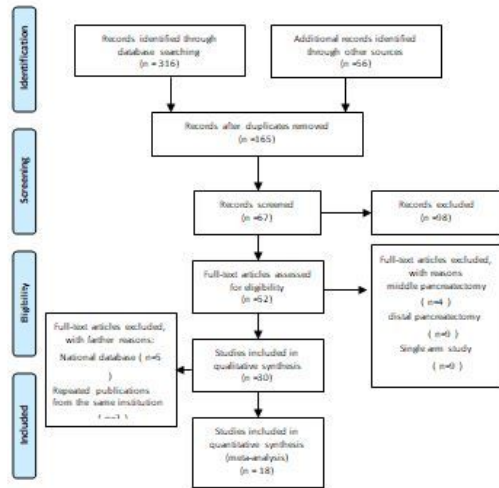 Identification
Records identified through
database searching
(n = 316)
Additional records identified
through other sources
(n =56)
Records after duplicates removed
(n =165)
Screening
Records screened
(n =67)
Records excluded
(n =98)
Eligibility
Full-text articles assessed
for eligibility
(n =52)
Full-text articles excluded,
with reasons
middle pancreatectomy
(n=4 )
distal pancreatectomy
Single arm study
Full-text articles excluded,
with farther reasons:
National database ( n=5
)
Repeated publications
from the same institution
Studies included in
qualitative synthesis
(n =30)
Included
Studies included in
quantitative synthesis
(meta-analysis)
(n = 18)